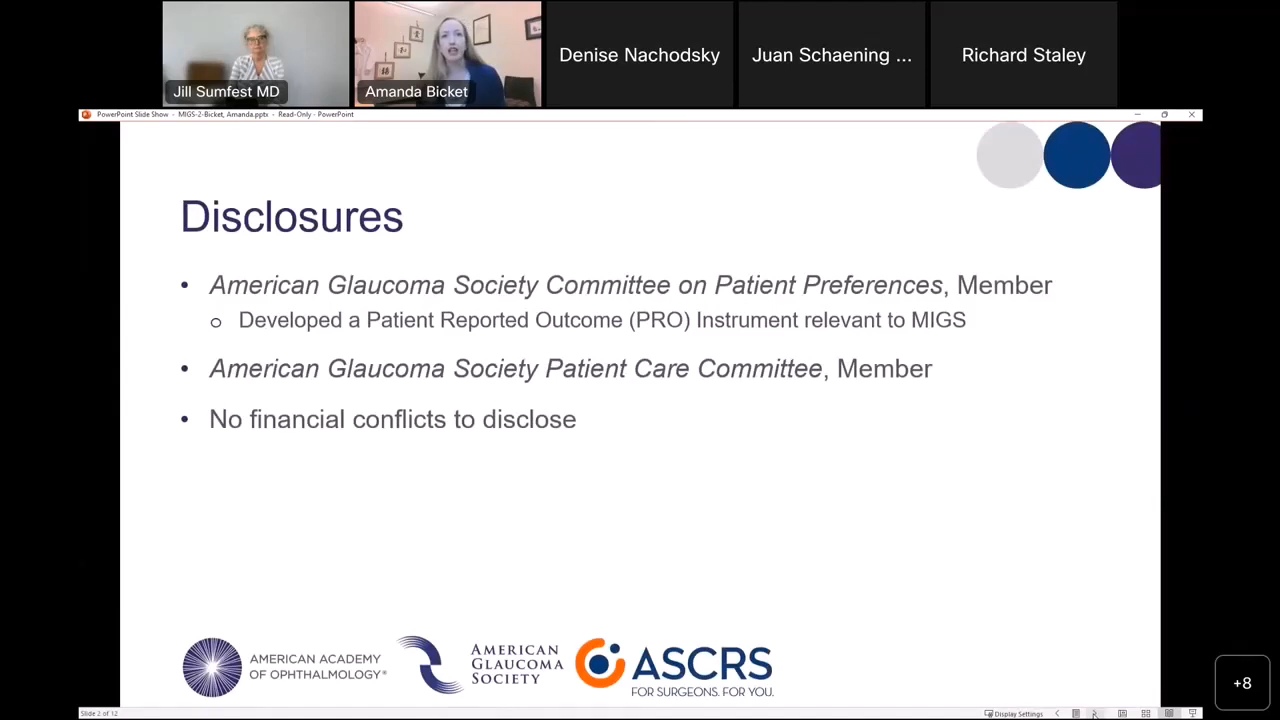 Jill Sumfest MD
Amanda Bicket
Denise Nachodsky
Juan Schaening ...
Richard Staley
PowerPoint Slide Show - MIGS-2-Bicket, Amanda.pptx - Read-Only - PowerPoint
Disclosures
• American Glaucoma Society Committee on Patient Preferences, Member
o Developed a Patient Reported Outcome (PRO) Instrument relevant to MIGS
• American Glaucoma Society Patient Care Committee, Member
• No financial conflicts to disclose
AMERICAN ACADEMY
OF OPHTHALMOLOGY®
AMERICAN
GLAUCOMA
SOCIETY
ASCRS
FOR SURGEONS. FOR YOU.
+8
Slide 2 of 12
Display Settings